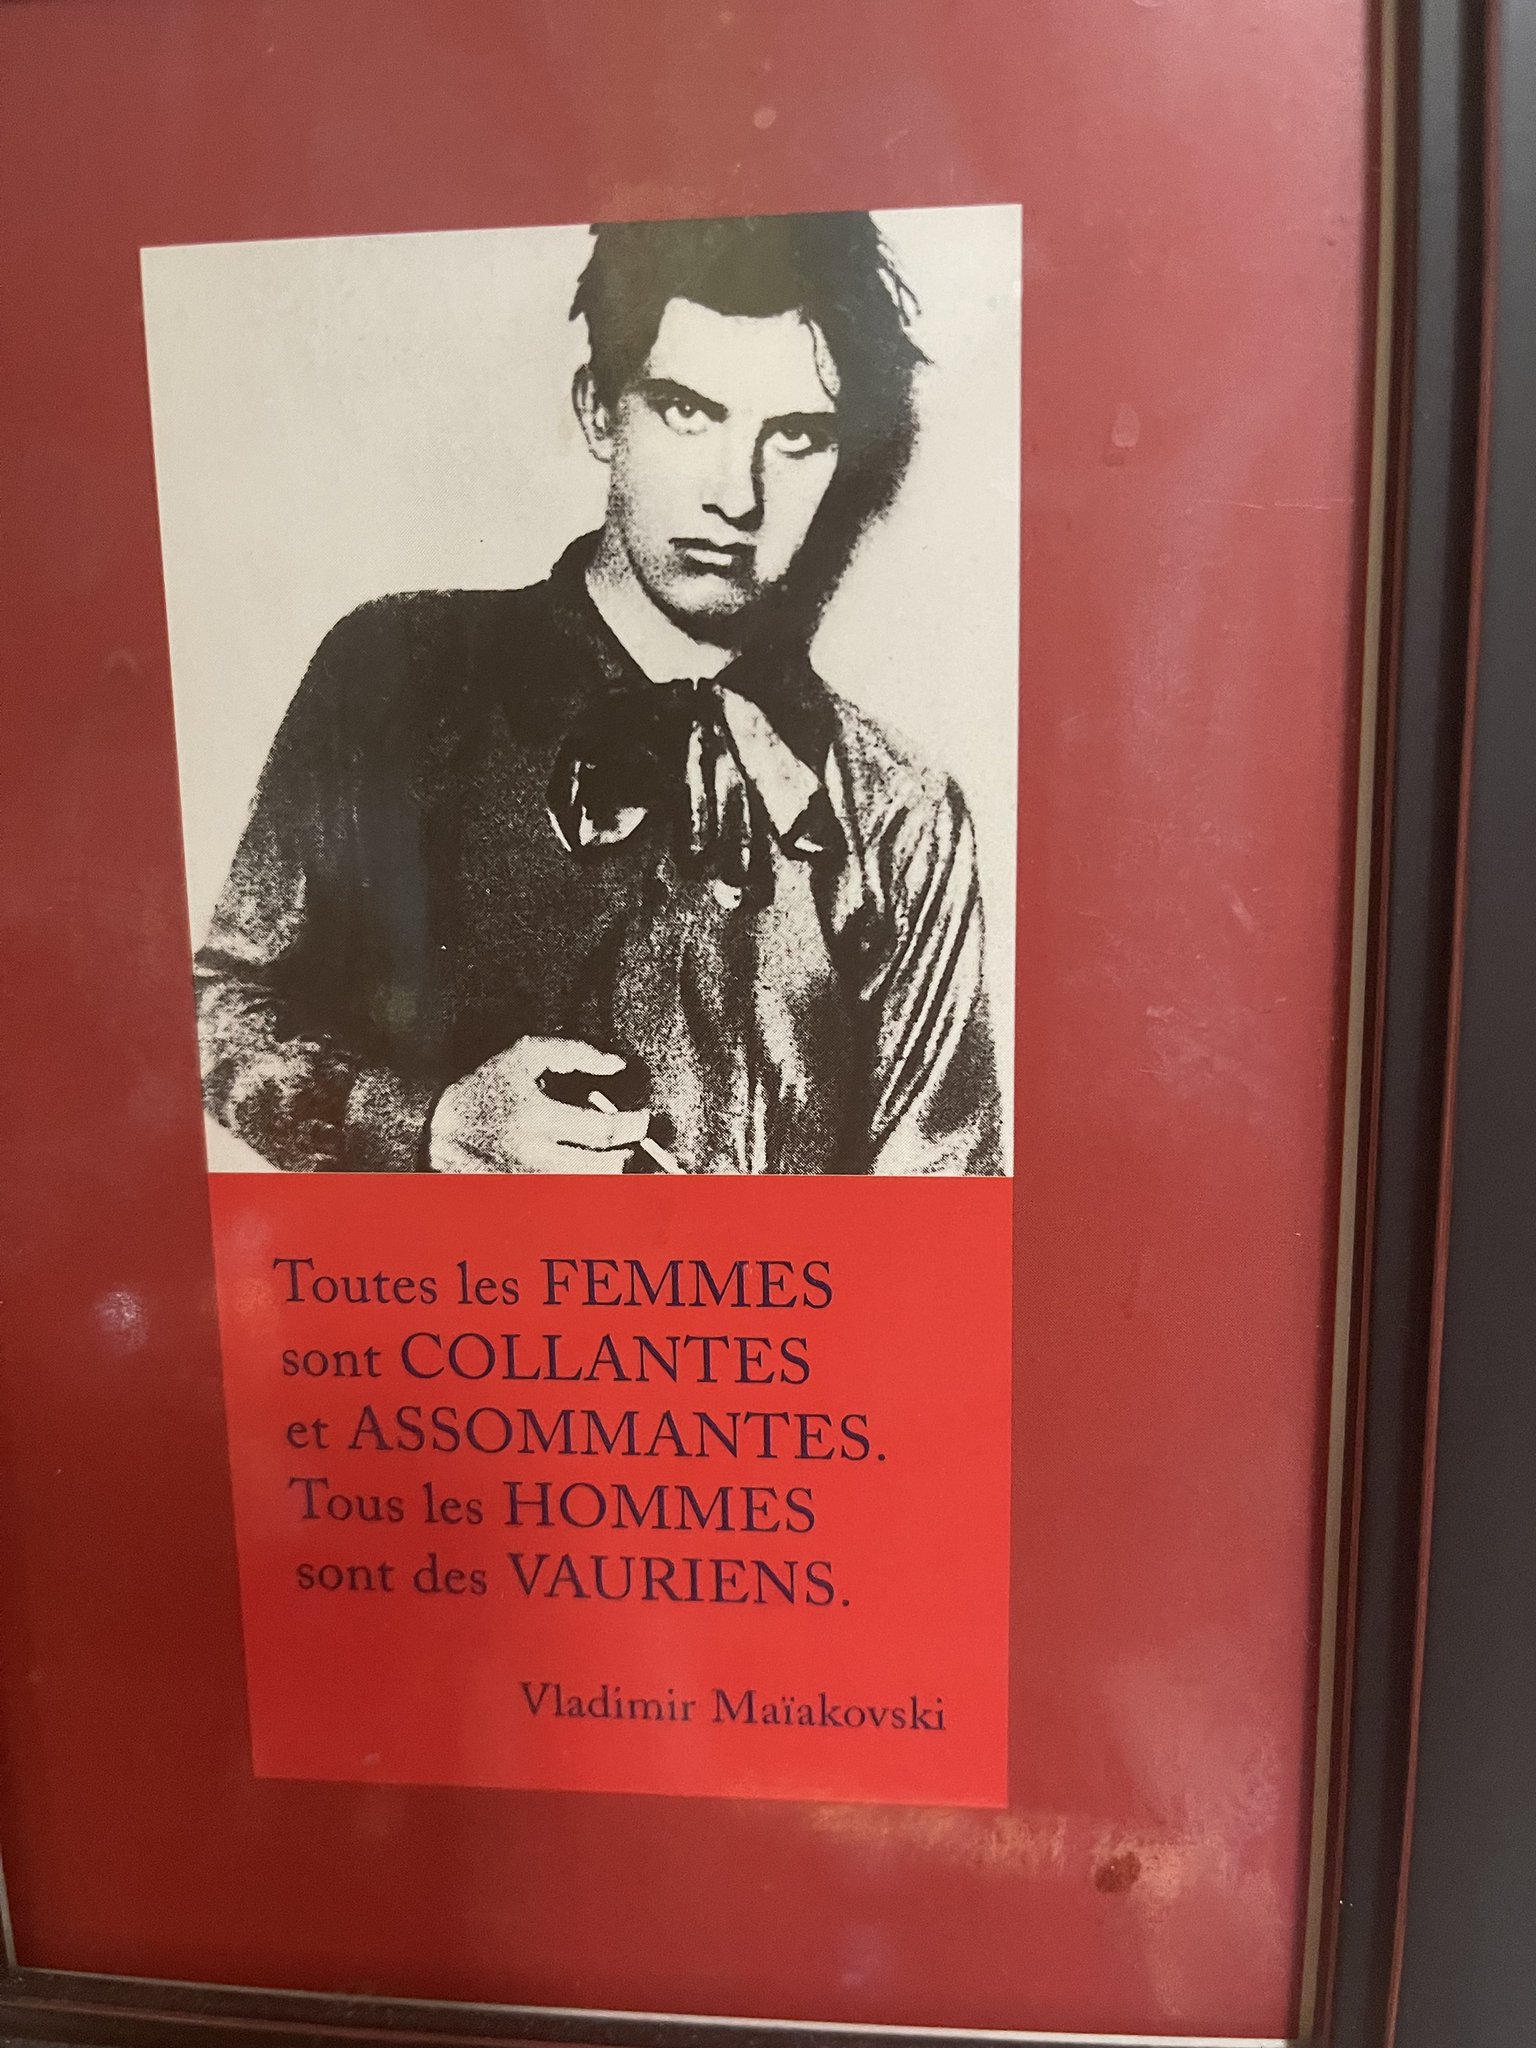 Toutes les FEMMES
sont COLLANTES
et ASSOMMANTES.
Tous les HOMMES
sont des VAURIENS.
Vladimir Maïakovski